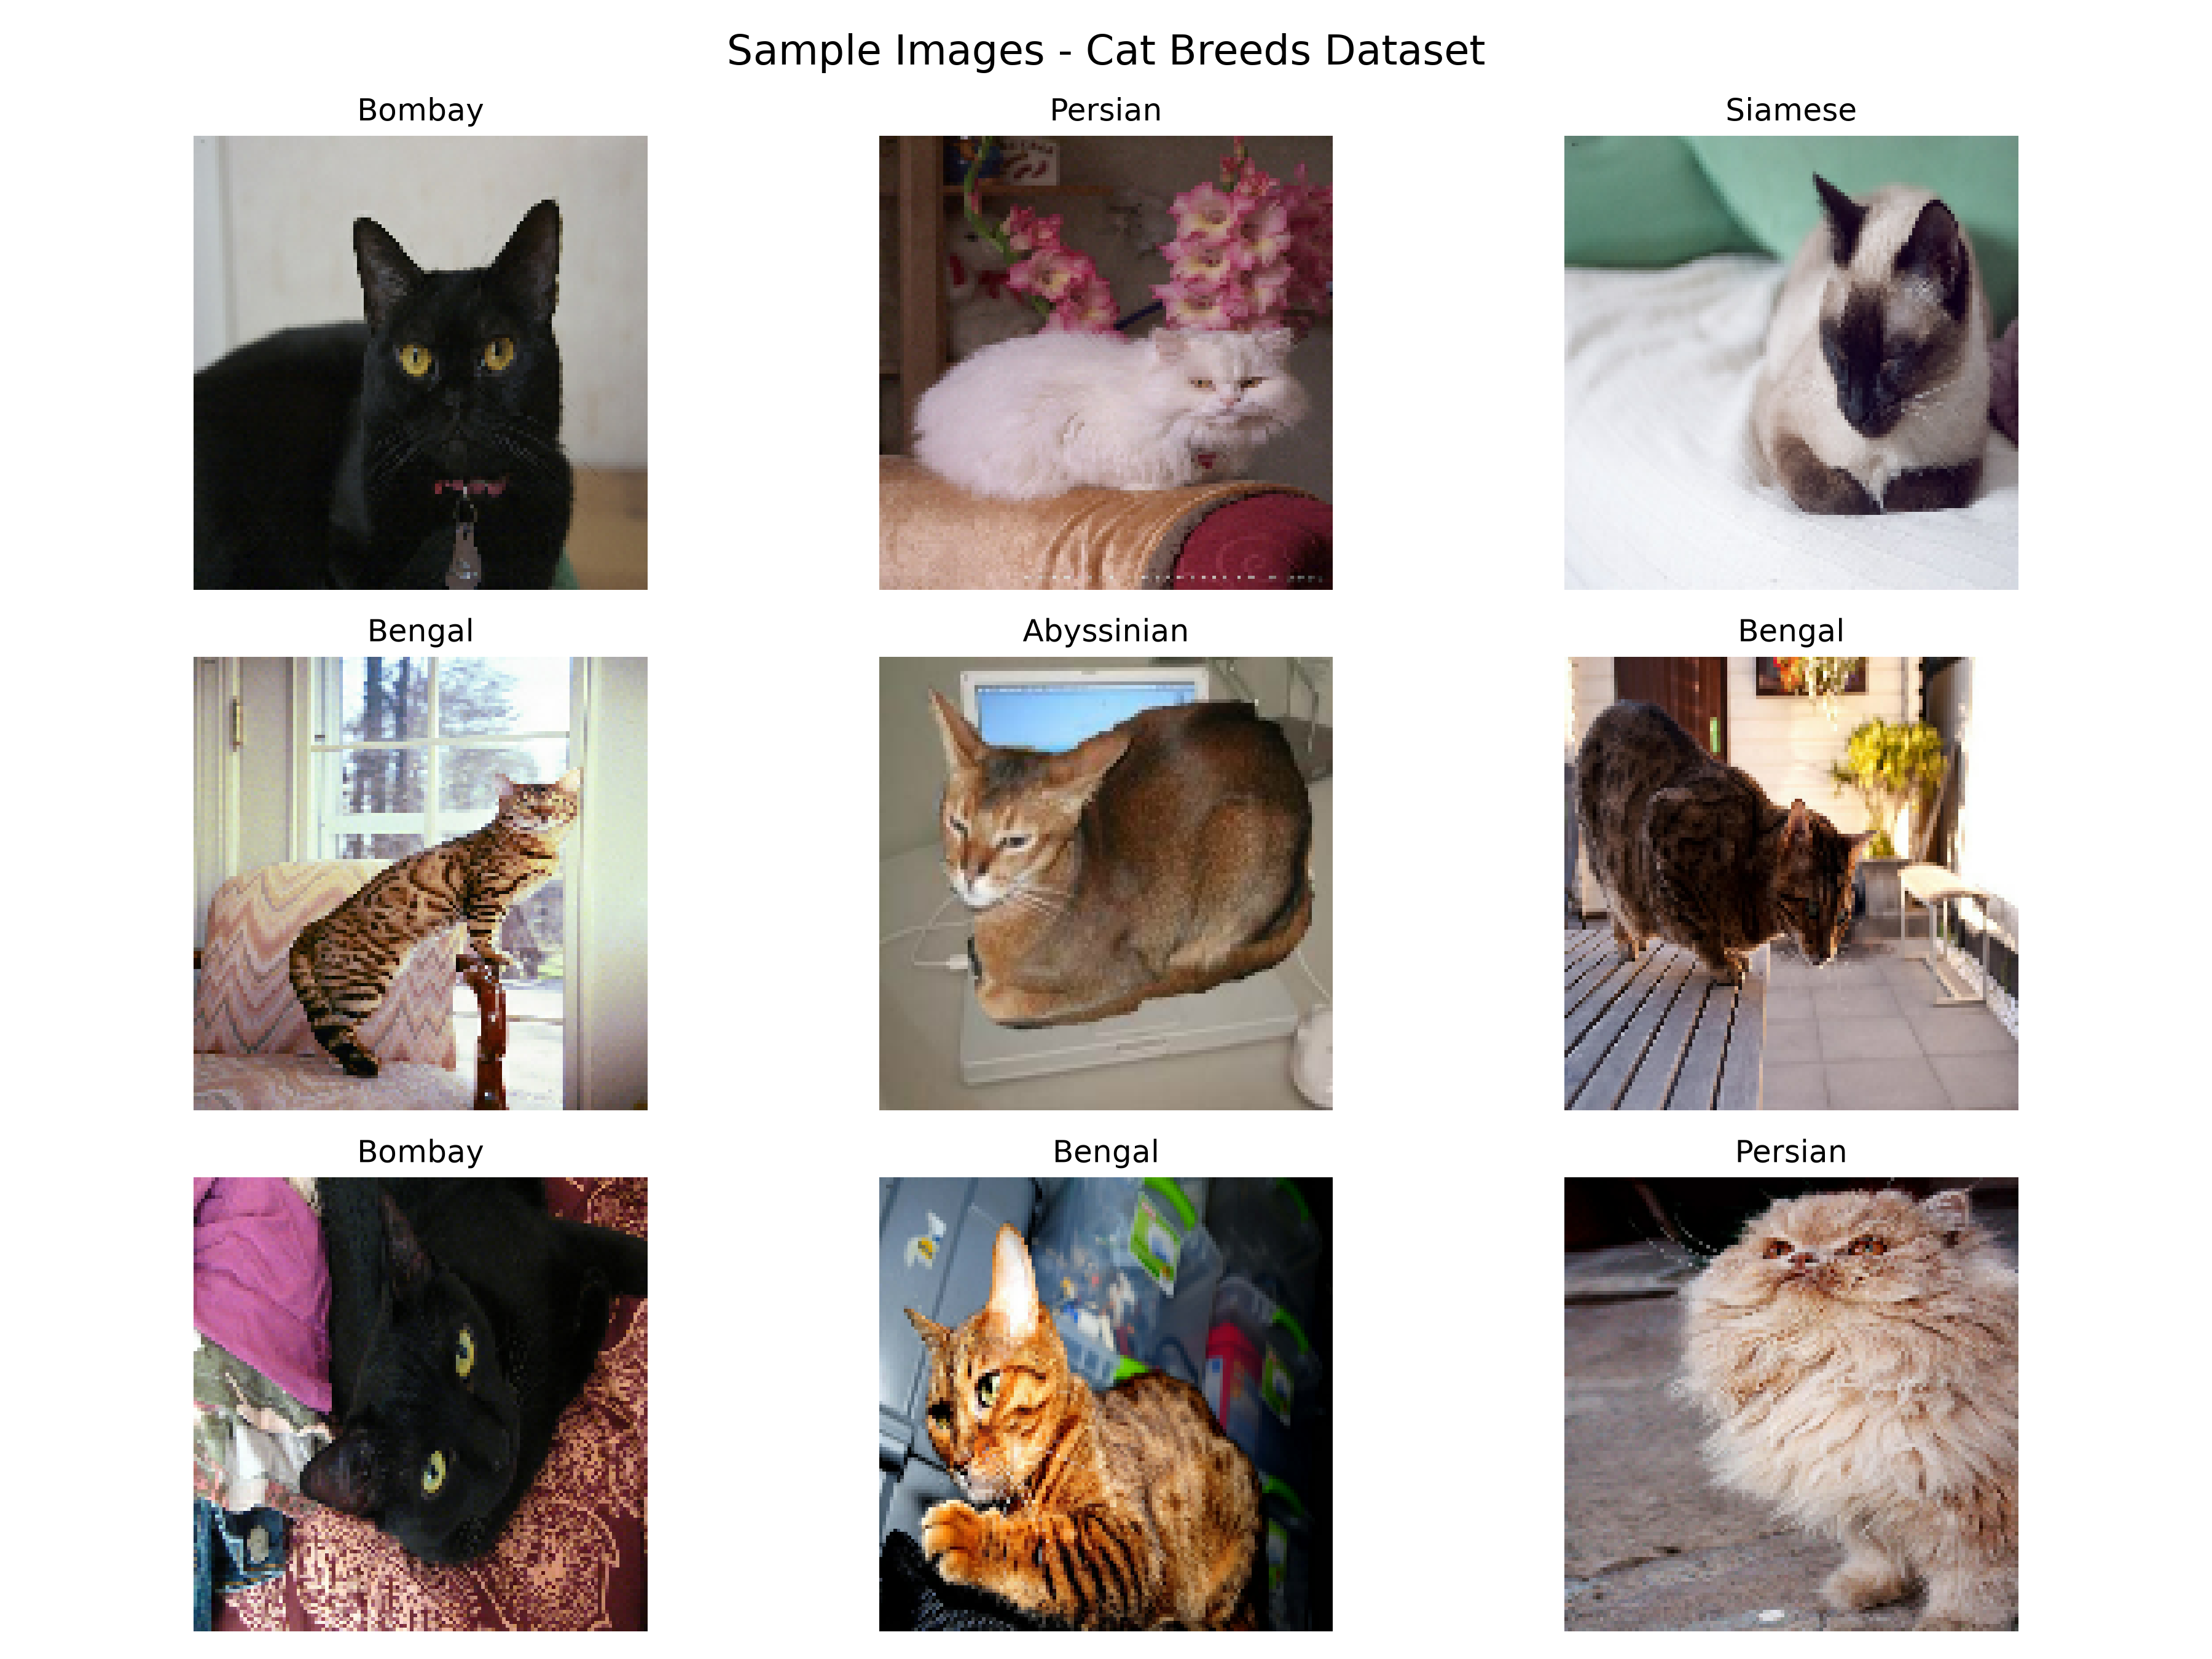 Sample Images - Cat Breeds Dataset
Bombay
Persian
Siamese
Bengal
Abyssinian
Bengal
Bombay
Bengal
Persian